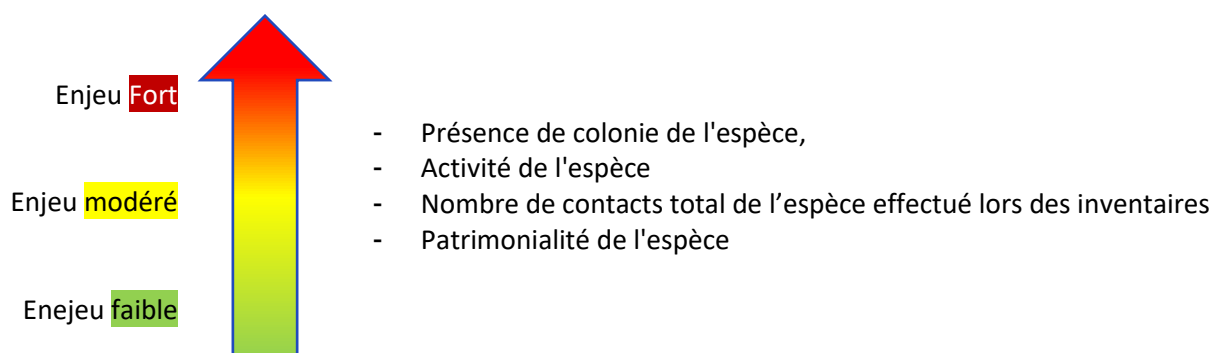 Enjeu Fort
- Présence de colonie de l'espèce,
- Activité de l'espèce
Enjeu modéré
- Nombre de contacts total de l’espèce effectué lors des inventaires
- Patrimonialité de l'espèce
Enejeu faible